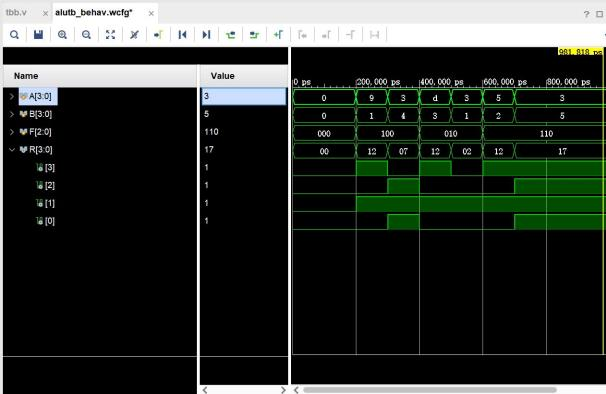 tbb.v × alutb_behav.wcfg* × ?
981,818 ps
Name Value 0 ps 200,000 ps 400,000 ps 600,000 ps 800,000 ps
> A[3:0] 3 0 9 3 d 3 5 3
> B[3:0] 5 0 1 4 3 1 2 5
> F[2:0] 110 000 100 010 110
R[3:0] 17 00 12 07 12 02 12 17
[3] 1
[2] 1
[1] 1
[0] 1